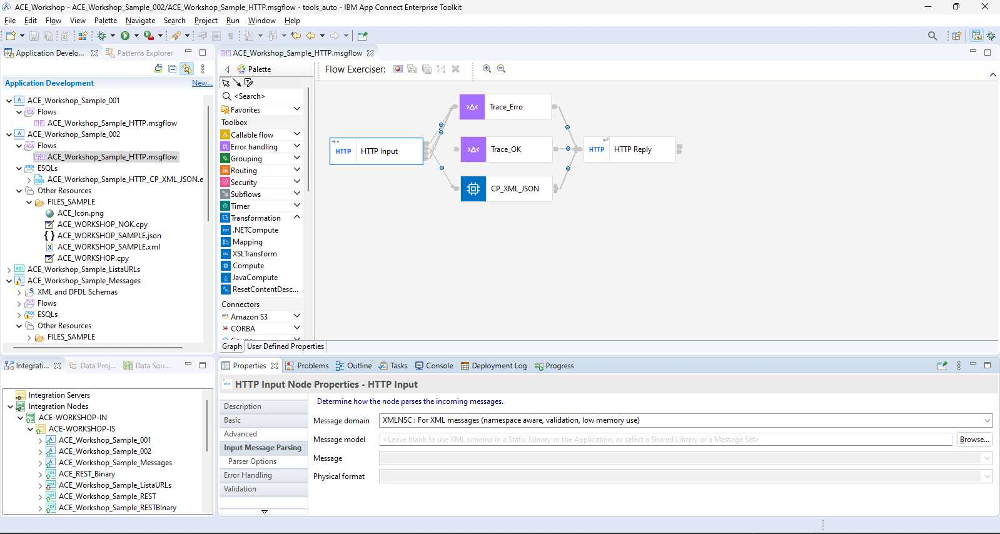 ACE_Workshop - ACE_Workshop_Sample_002/ACE_Workshop_Sample_HTTP.msgflow - tools_auto - IBM App Connect Enterprise Toolkit
File Edit Flow View Palette Navigate Search Project Run Window Help
Application Develo... Patterns Explorer
Application Development New...
ACE_Workshop_Sample_001
Flows
ACE_Workshop_Sample_HTTP.msgflow
ACE_Workshop_Sample_002
Flows
ACE_Workshop_Sample_HTTP.msgflow
ESQLs
ACE_Workshop_Sample_HTTP_CP_XML_JSON.e
Other Resources
FILES_SAMPLE
ACE_Icon.png
ACE_WORKSHOP_NOK.cpy
ACE_WORKSHOP_SAMPLE.json
ACE_WORKSHOP_SAMPLE.xml
ACE_WORKSHOP.cpy
ACE_Workshop_Sample_ListaURLs
ACE_Workshop_Sample_Messages
XML and DFDL Schemas
Flows
ESQLs
Other Resources
FILES_SAMPLE
ACE_Workshop_Sample_HTTP.msgflow
Palette
<Search>
Favorites
Toolbox
Callable flow
Error handling
Grouping
Routing
Security
Subflows
Timer
Transformation
.NETCompute
Mapping
XSLTransform
Compute
JavaCompute
ResetContentDesc...
Connectors
Amazon S3
CORBA
Flow Exerciser:
Trace_Erro
HTTP HTTP Input
Trace_OK
HTTP HTTP Reply
CP_XML_JSON
Graph User Defined Properties
Integrati... Data Proj... Data Sou...
Integration Servers
Integration Nodes
ACE-WORKSHOP-IN
ACE-WORKSHOP-IS
ACE_Workshop_Sample_001
ACE_Workshop_Sample_002
ACE_Workshop_Sample_Messages
ACE_REST_Binary
ACE_Workshop_Sample_ListaURLs
ACE_Workshop_Sample_REST
ACE_Workshop_Sample_RESTBInary
Properties Problems Outline Tasks Console Deployment Log Progress
HTTP Input Node Properties - HTTP Input
Description
Basic
Advanced
Input Message Parsing
Parser Options
Error Handling
Validation
Determine how the node parses the incoming messages.
Message domain XMLNSC : For XML messages (namespace aware, validation, low memory use)
Message model <Leave blank to use XML schema in a Static Library or the Application, or select a Shared Library or a Message Set> Browse...
Message
Physical format